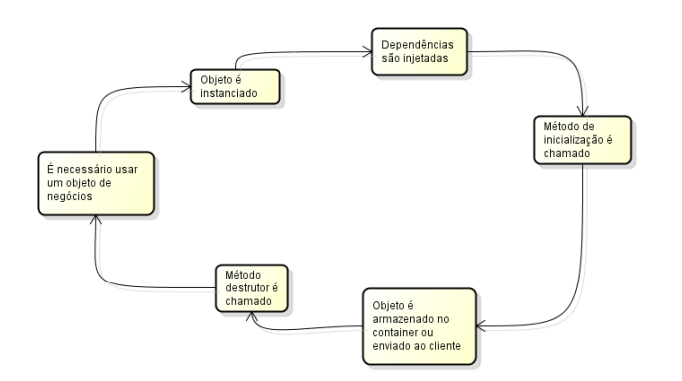 Dependências
são injetadas
Objeto é
instanciado
Método de
inicialização é
chamado
É necessário usar
um objeto de
negócios
Método
destrutor é
chamado
Objeto é
armazenado no
container ou
enviado ao cliente